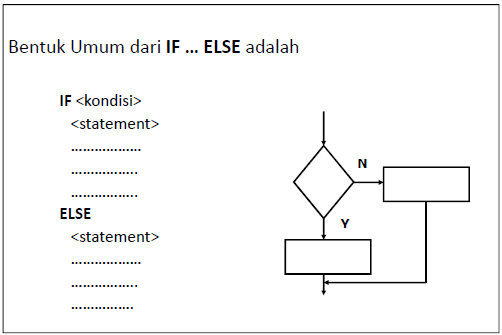 Bentuk Umum dari IF ... ELSE adalah
IF <kondisi>
<statement>
………………
……………..
……………..
ELSE
<statement>
………………
……………..
…………….
N
Y